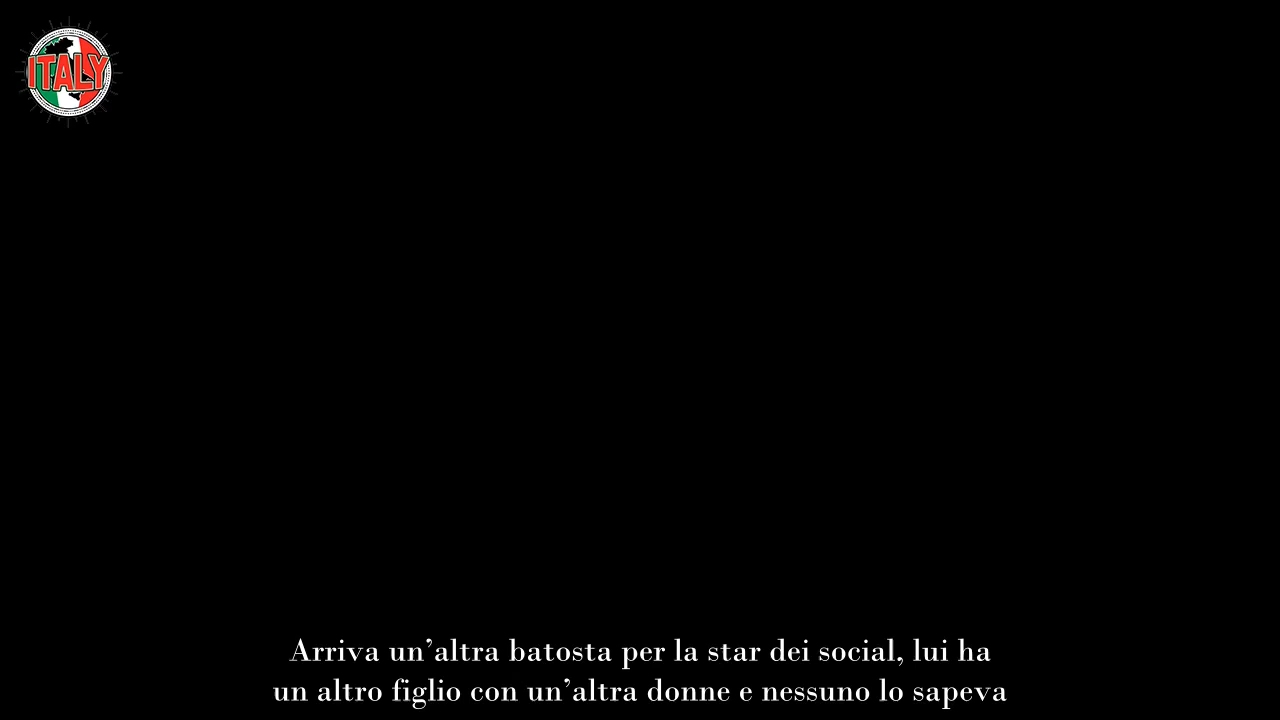 ITALY
Arriva un’altra batosta per la star dei social, lui ha
un altro figlio con un’altra donne e nessuno lo sapeva